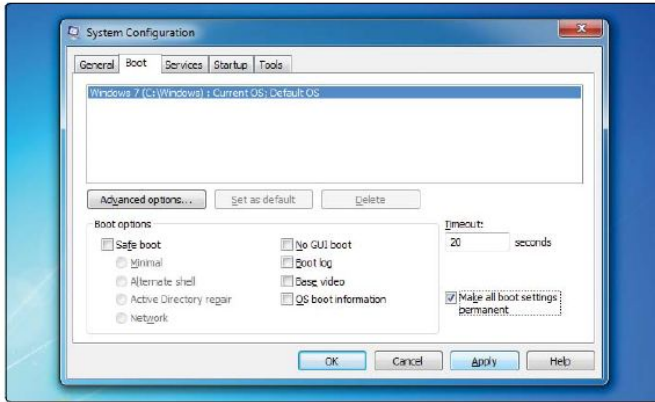 System Configuration
General Boot Services Startup Tools
Windows 7 (C:\Windows) : Current OS; Default OS
Advanced options... Set as default Delete
Boot options
Timeout:
Safe boot No GUI boot 20 seconds
Minimal Boot log
Alternate shell Base video
Active Directory repair OS boot information Make all boot settings
permanent
Network
OK Cancel Apply Help